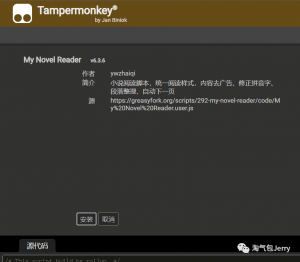 Tampermonkey®
by Jan Biniok
My Novel Reader v6.3.6
作者 ywzhaiqi
简介 小说阅读脚本，统一阅读样式，内容去广告、修正拼音字、
段落整理、自动下一页
源 https://greasyfork.org/scripts/292-my-novel-reader/code/M
y%20Novel%20Reader.user.js
安装 取消
源代码
淘气包Jerry